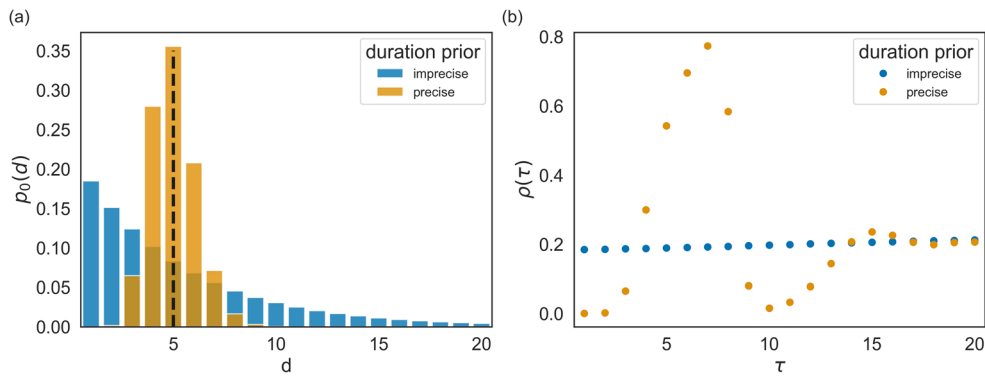 (a)
duration prior
imprecise
precise
p₀(d)
0.35
0.30
0.25
0.20
0.15
0.10
0.05
0.00
5
10
15
20
d
(b)
duration prior
imprecise
precise
ρ(τ)
0.8
0.6
0.4
0.2
0.0
5
10
15
20
τ